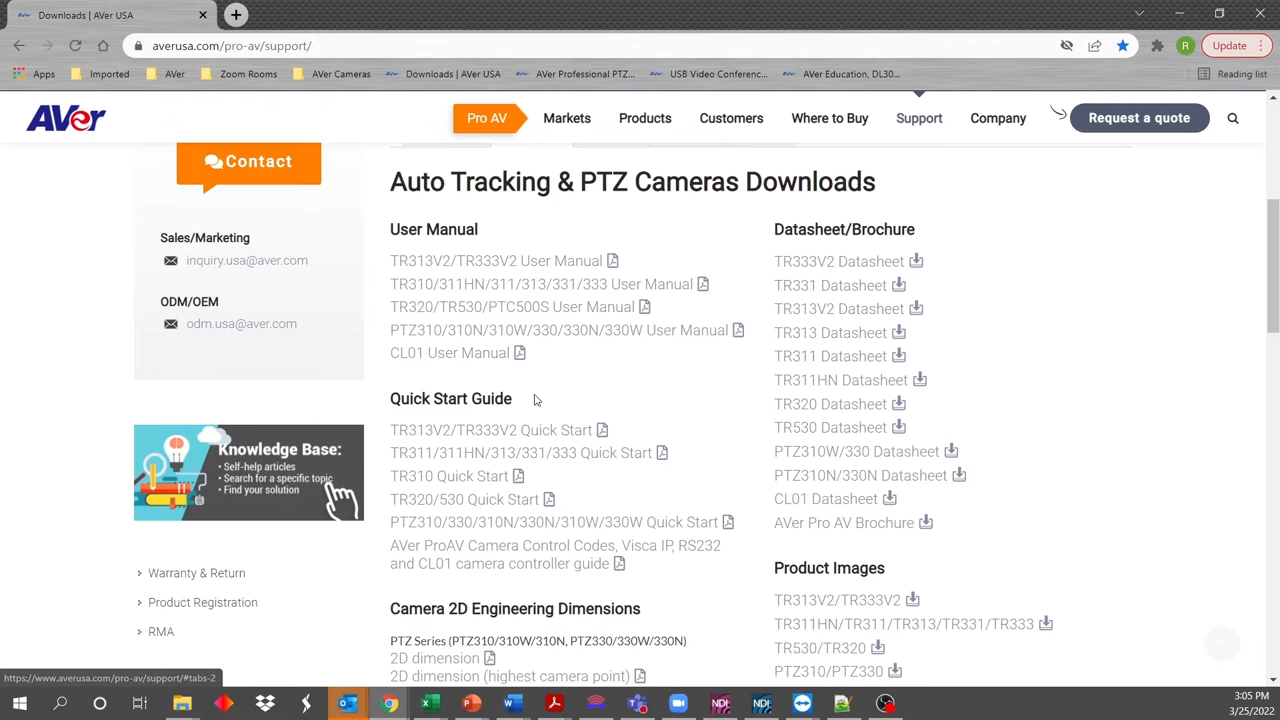 Downloads | AVer USA
averusa.com/pro-av/support/
R
Update
Apps
Imported
AVer
Zoom Rooms
AVer Cameras
Downloads | AVer USA
AVer Professional PTZ...
USB Video Conferenc...
AVer Education, DL30...
Reading list
AVer
Pro AV
Markets
Products
Customers
Where to Buy
Support
Company
Request a quote
Contact
Sales/Marketing
inquiry.usa@aver.com
ODM/OEM
odm.usa@aver.com
Knowledge Base:
• Self-help articles
• Search for a specific topic
• Find your solution
Warranty & Return
Product Registration
RMA
Auto Tracking & PTZ Cameras Downloads
User Manual
TR313V2/TR333V2 User Manual
TR310/311HN/311/313/331/333 User Manual
TR320/TR530/PTC500S User Manual
PTZ310/310N/310W/330/330N/330W User Manual
CL01 User Manual
Quick Start Guide
TR313V2/TR333V2 Quick Start
TR311/311HN/313/331/333 Quick Start
TR310 Quick Start
TR320/530 Quick Start
PTZ310/330/310N/330N/310W/330W Quick Start
AVer ProAV Camera Control Codes, Visca IP, RS232
and CL01 camera controller guide
Camera 2D Engineering Dimensions
PTZ Series (PTZ310/310W/310N, PTZ330/330W/330N)
2D dimension
2D dimension (highest camera point)
Datasheet/Brochure
TR333V2 Datasheet
TR331 Datasheet
TR313V2 Datasheet
TR313 Datasheet
TR311 Datasheet
TR311HN Datasheet
TR320 Datasheet
TR530 Datasheet
PTZ310W/330 Datasheet
PTZ310N/330N Datasheet
CL01 Datasheet
AVer Pro AV Brochure
Product Images
TR313V2/TR333V2
TR311HN/TR311/TR313/TR331/TR333
TR530/TR320
PTZ310/PTZ330
https://www.averusa.com/pro-av/support/#tabs-2
NDI
NDI
3:05 PM
3/25/2022